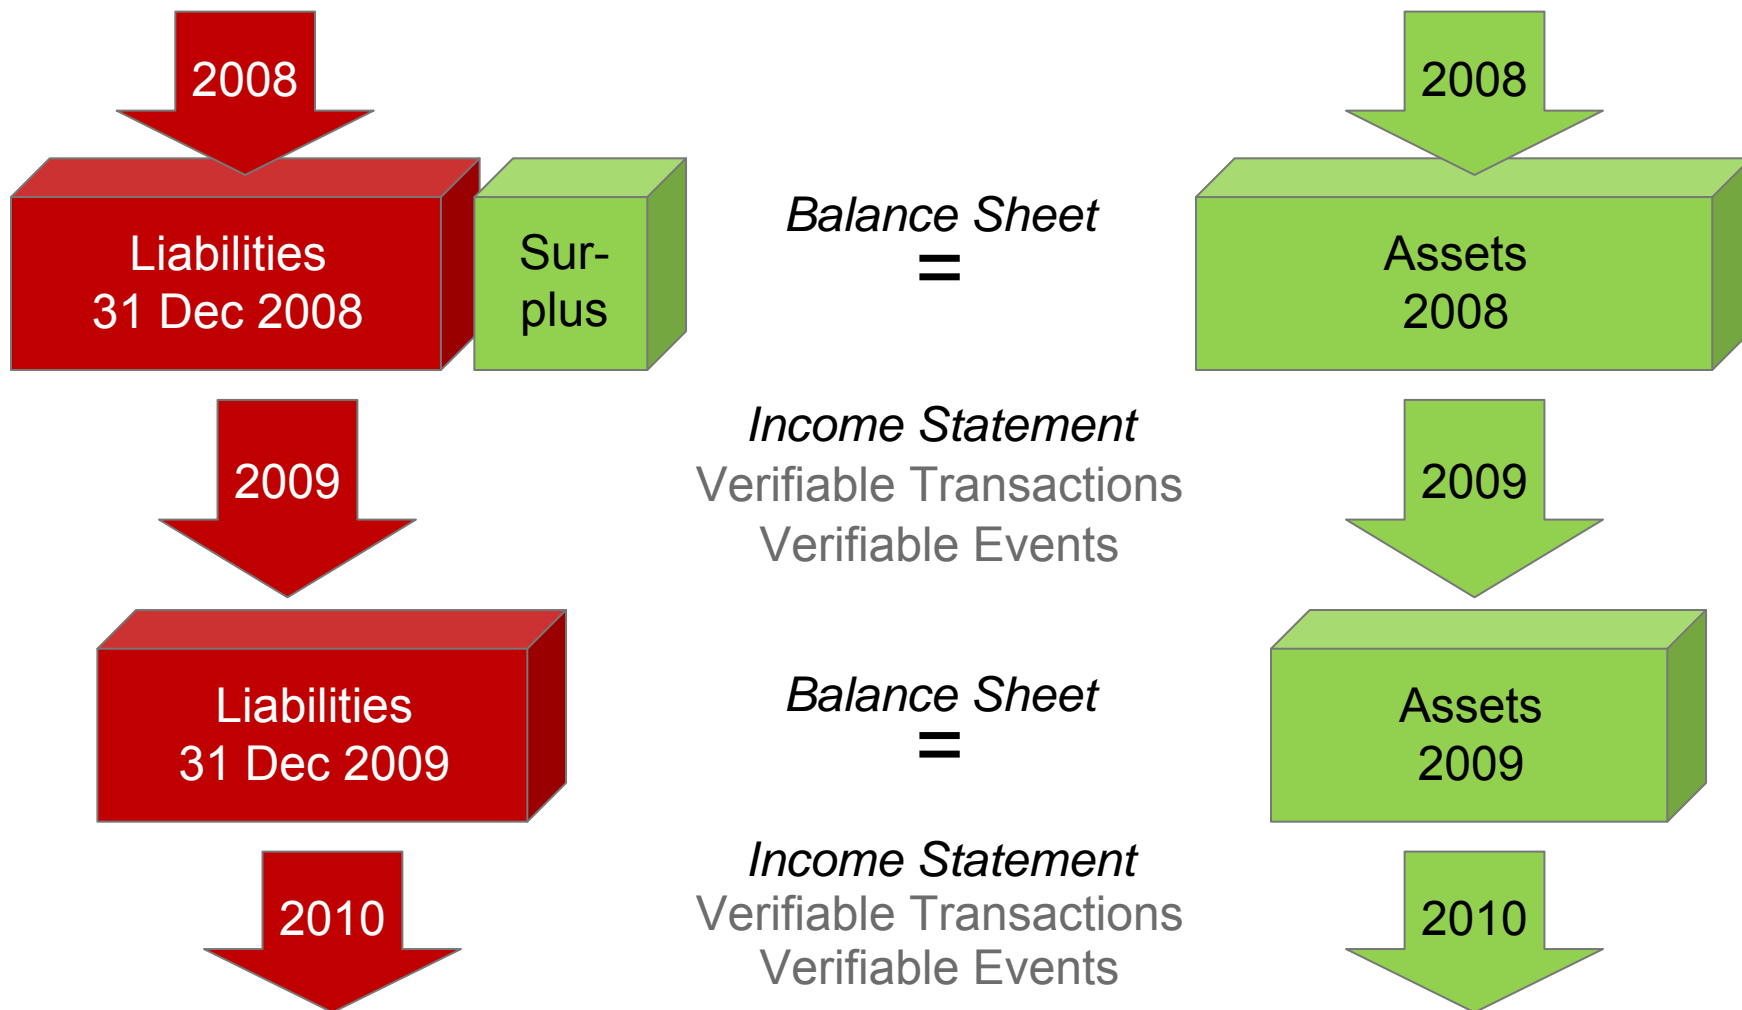 2008
2008
Liabilities
31 Dec 2008
Sur-
plus
Balance Sheet
=
Assets
2008
2009
Income Statement
Verifiable Transactions
Verifiable Events
2009
Liabilities
31 Dec 2009
Balance Sheet
=
Assets
2009
2010
Income Statement
Verifiable Transactions
Verifiable Events
2010